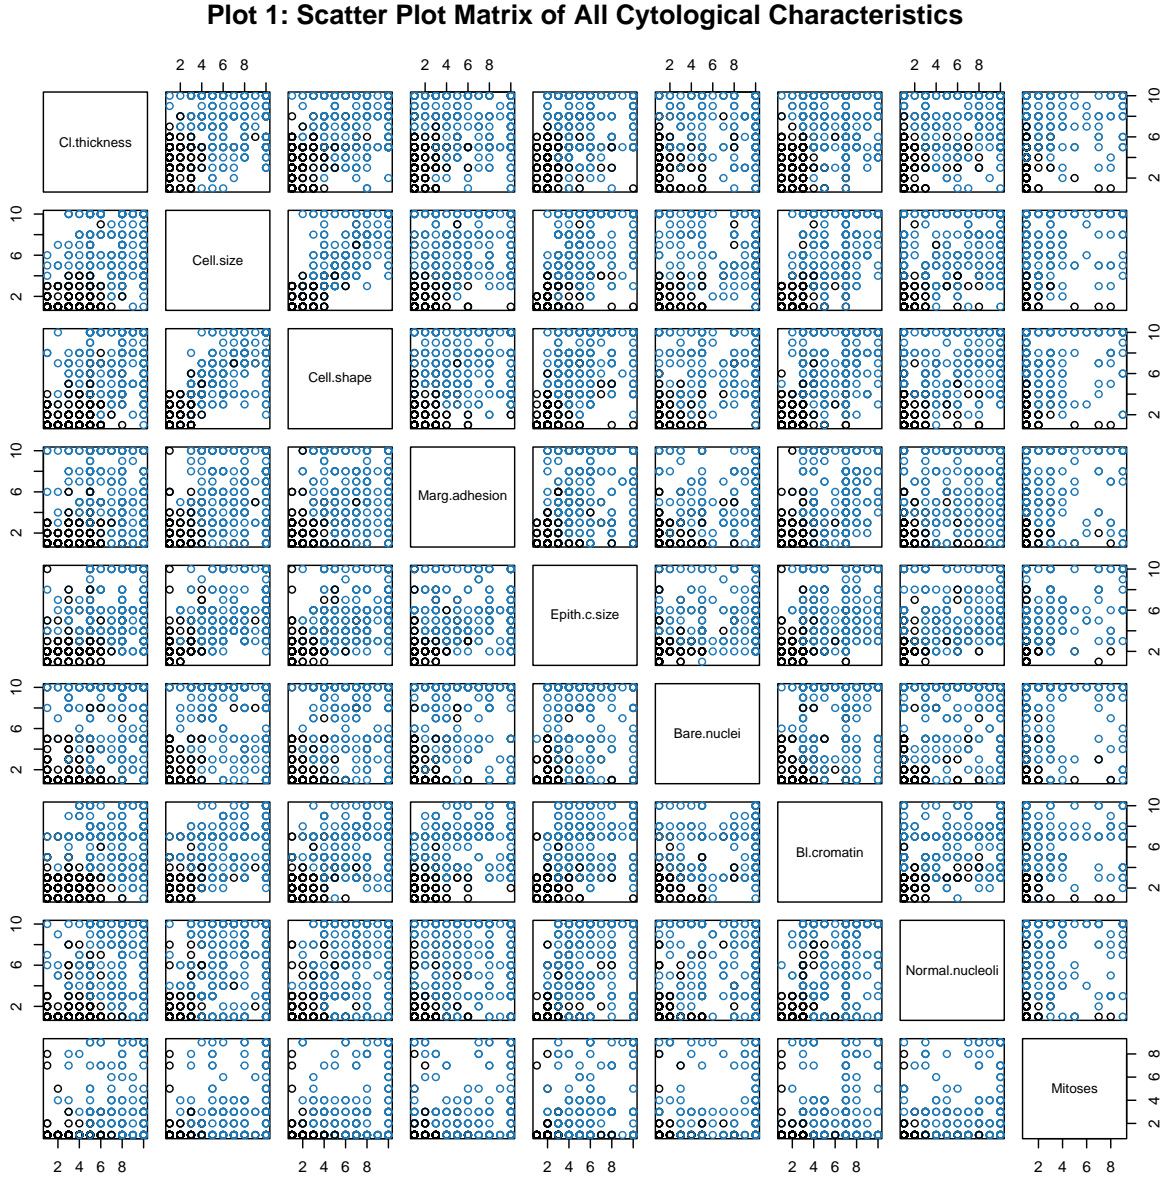 Plot 1: Scatter Plot Matrix of All Cytological Characteristics
2 4 6 8 2 4 6 8 2 4 6 8 2 4 6 8
Cl.thickness 2 6 10
2 6 10 Cell.size
Cell.shape 2 6 10
2 6 10 Marg.adhesion
Epith.c.size 2 6 10
2 6 10 Bare.nuclei
Bl.cromatin 2 6 10
2 6 10 Normal.nucleoli
Mitoses 2 4 6 8
2 4 6 8 2 4 6 8 2 4 6 8 2 4 6 8 2 4 6 8